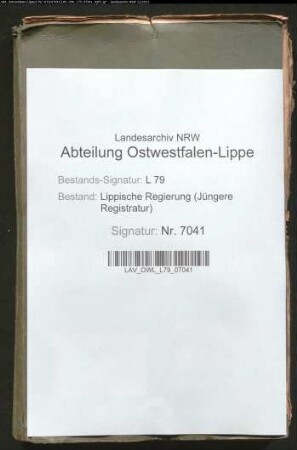 Landesarchiv NRW
Abteilung Ostwestfalen-Lippe
Bestands-Signatur: L 79
Bestand: Lippische Regierung (Jüngere
Registratur)
Signatur: Nr. 7041
LAV_OWL_L79_07041